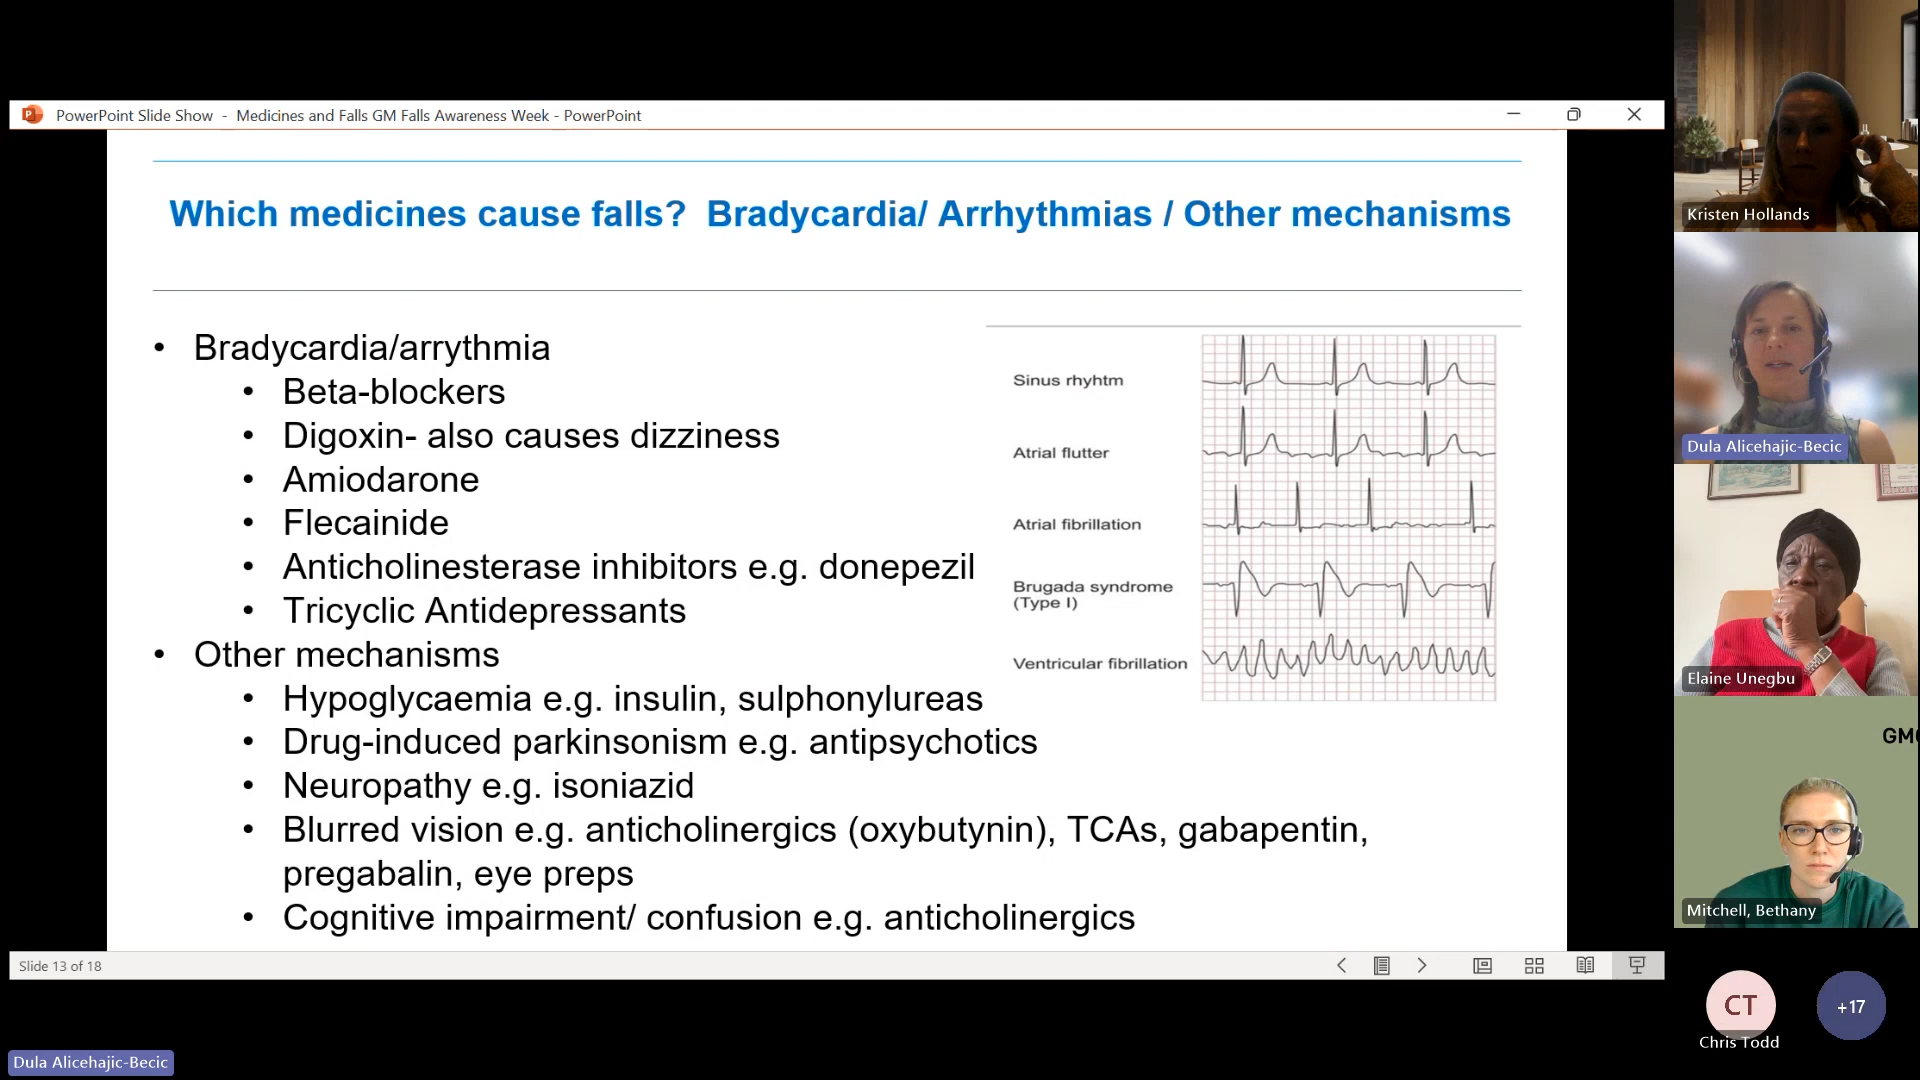 PowerPoint Slide Show - Medicines and Falls GM Falls Awareness Week - PowerPoint
Which medicines cause falls? Bradycardia/ Arrhythmias / Other mechanisms
• Bradycardia/arrythmia
• Beta-blockers
• Digoxin- also causes dizziness
• Amiodarone
• Flecainide
• Anticholinesterase inhibitors e.g. donepezil
• Tricyclic Antidepressants
• Other mechanisms
• Hypoglycaemia e.g. insulin, sulphonylureas
• Drug-induced parkinsonism e.g. antipsychotics
• Neuropathy e.g. isoniazid
• Blurred vision e.g. anticholinergics (oxybutynin), TCAs, gabapentin,
pregabalin, eye preps
• Cognitive impairment/ confusion e.g. anticholinergics
Sinus rhyhtm
Atrial flutter
Atrial fibrillation
Brugada syndrome
(Type I)
Ventricular fibrillation
Slide 13 of 18
Dula Alicehajic-Becic
Kristen Hollands
Dula Alicehajic-Becic
Elaine Unegbu
GM
Mitchell, Bethany
CT
Chris Todd
+17